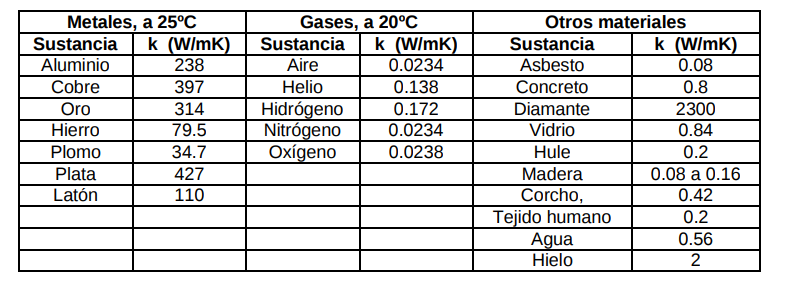 Metales, a 25ºC Gases, a 20ºC Otros materiales
Sustancia k (W/mK) Sustancia k (W/mK) Sustancia k (W/mK)
Aluminio 238 Aire 0.0234 Asbesto 0.08
Cobre 397 Helio 0.138 Concreto 0.8
Oro 314 Hidrógeno 0.172 Diamante 2300
Hierro 79.5 Nitrógeno 0.0234 Vidrio 0.84
Plomo 34.7 Oxígeno 0.0238 Hule 0.2
Plata 427 Madera 0.08 a 0.16
Latón 110 Corcho, 0.42
Tejido humano 0.2
Agua 0.56
Hielo 2